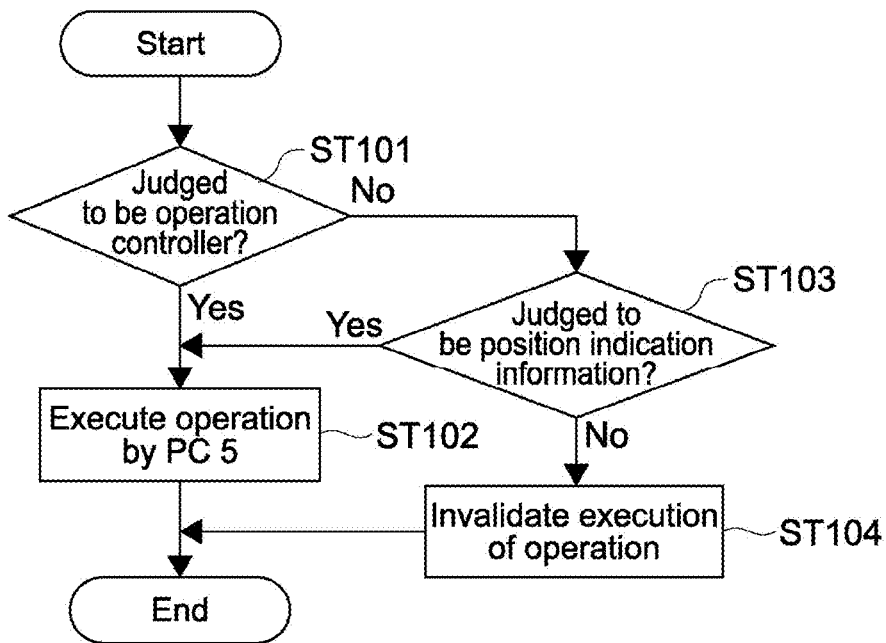 Start
ST101
Judged
to be operation
controller?
No
Yes
ST103
Judged to
be position indication
information?
Yes
No
Execute operation
by PC 5
ST102
Invalidate execution
of operation
ST104
End